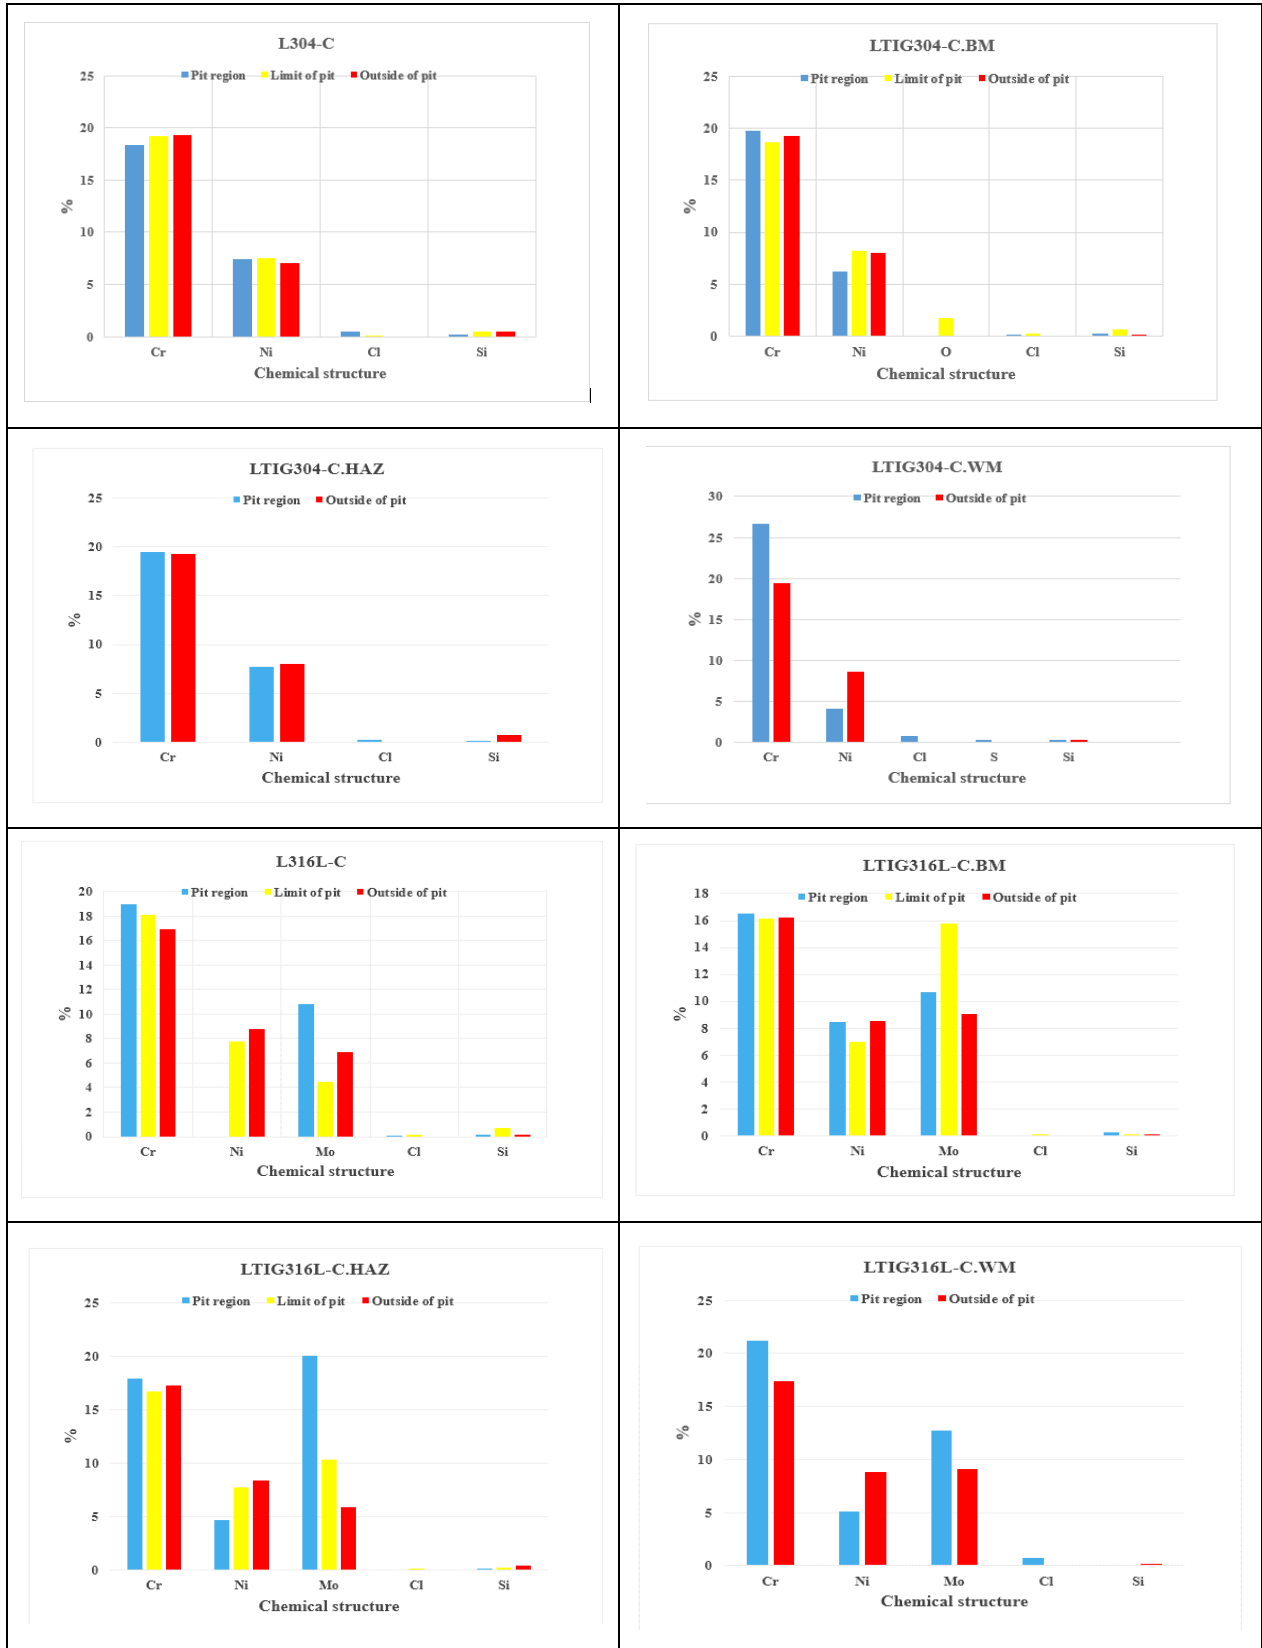 L304-C
Pit region Limit of pit Outside of pit
25
20
15
10
5
0
%
Cr Ni Cl Si
Chemical structure
LTIG304-C.BM
Pit region Limit of pit Outside of pit
25
20
15
10
5
0
%
Cr Ni O Cl Si
Chemical structure
LTIG304-C.HAZ
Pit region Outside of pit
25
20
15
10
5
0
%
Cr Ni Cl Si
Chemical structure
LTIG304-C.WM
Pit region Outside of pit
30
25
20
15
10
5
0
%
Cr Ni Cl S Si
Chemical structure
L316L-C
Pit region Limit of pit Outside of pit
20
18
16
14
12
10
8
6
4
2
0
%
Cr Ni Mo Cl Si
Chemical structure
LTIG316L-C.BM
Pit region Limit of pit Outside of pit
18
16
14
12
10
8
6
4
2
0
%
Cr Ni Mo Cl Si
Chemical structure
LTIG316L-C.HAZ
Pit region Limit of pit Outside of pit
25
20
15
10
5
0
%
Cr Ni Mo Cl Si
Chemical structure
LTIG316L-C.WM
Pit region Outside of pit
25
20
15
10
5
0
%
Cr Ni Mo Cl Si
Chemical structure